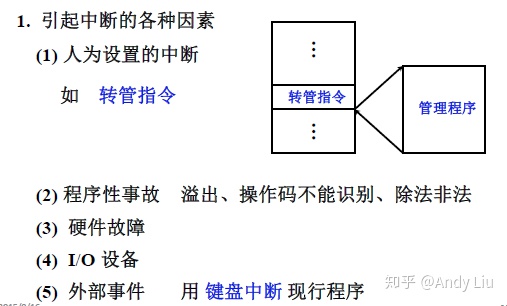 1. 引起中断的各种因素
(1) 人为设置的中断
如 转管指令
⋮
转管指令
⋮
管理程序
(2) 程序性事故 溢出、操作码不能识别、除法非法
(3) 硬件故障
(4) I/O 设备
(5) 外部事件 用 键盘中断 现行程序
知乎 @Andy Liu